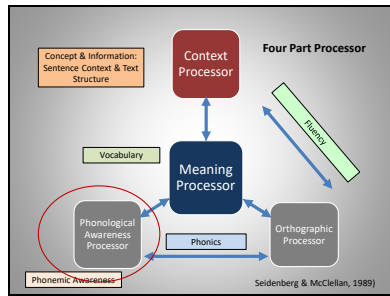 Concept & Information:
Sentence Context & Text
Structure
Context
Processor
Four Part Processor
Fluency
Vocabulary
Meaning
Processor
Phonological
Awareness
Processor
Phonics
Orthographic
Processor
Phonemic Awareness
Seidenberg & McClellan, 1989)